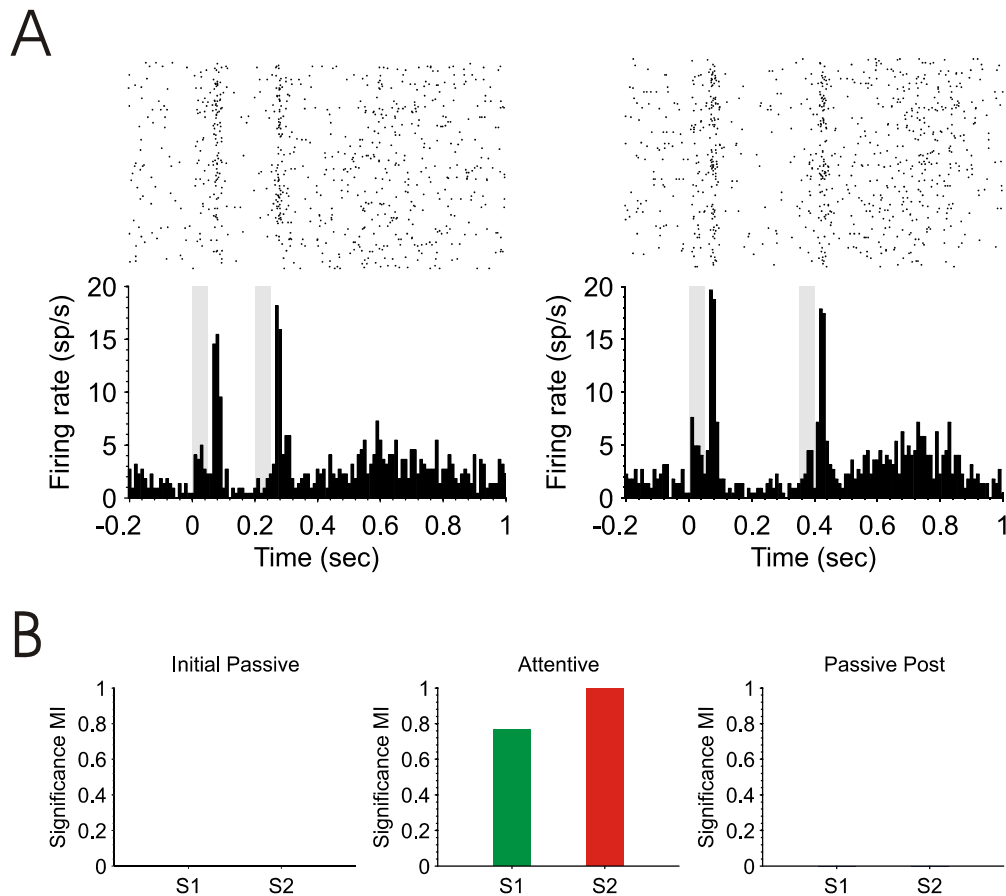 A
Firing rate (sp/s)
20
15
10
5
0
-0.2 0 0.2 0.4 0.6 0.8 1
Time (sec)
Firing rate (sp/s)
20
15
10
5
0
-0.2 0 0.2 0.4 0.6 0.8 1
Time (sec)
B
Initial Passive
Significance MI
1
0.8
0.6
0.4
0.2
0
S1 S2
Attentive
Significance MI
1
0.8
0.6
0.4
0.2
0
S1 S2
Passive Post
Significance MI
1
0.8
0.6
0.4
0.2
0
S1 S2